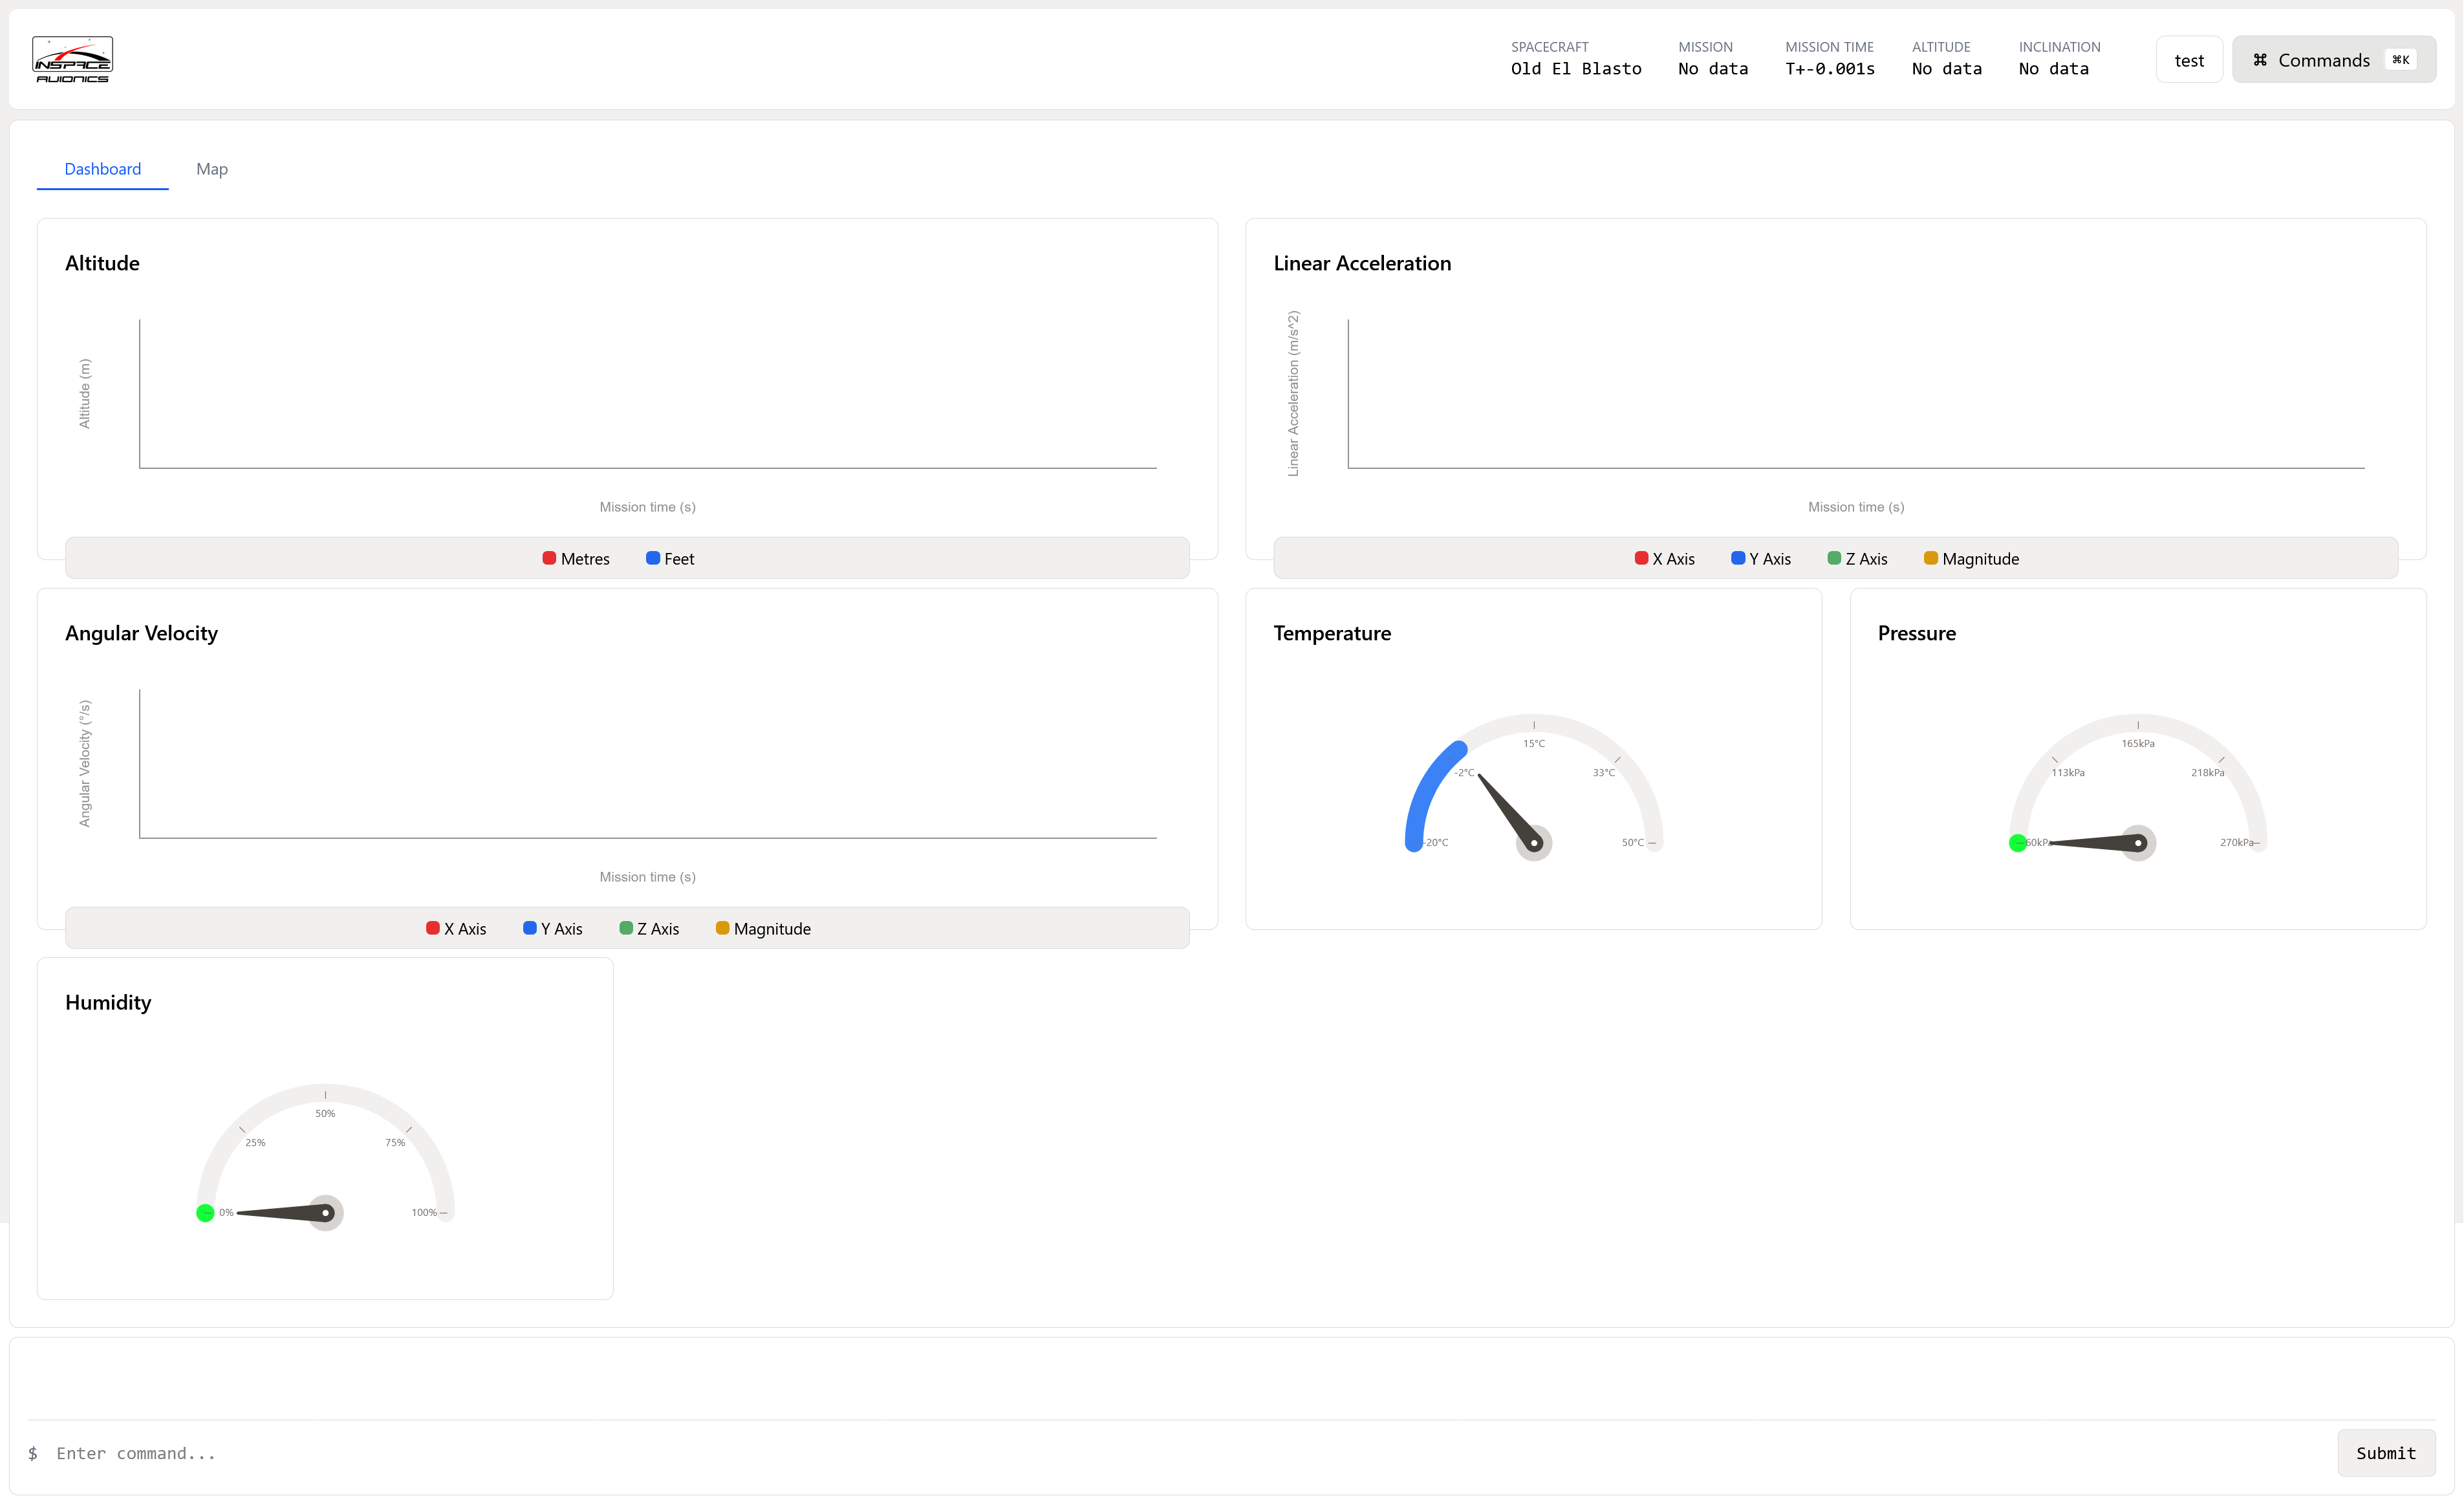 INSPACE
AVIONICS
SPACECRAFT
Old El Blasto
MISSION
No data
MISSION TIME
T+-0.001s
ALTITUDE
No data
INCLINATION
No data
test
⌘ Commands ⌘K
Dashboard
Map
Altitude
Altitude (m)
Mission time (s)
Metres
Feet
Linear Acceleration
Linear Acceleration (m/s^2)
Mission time (s)
X Axis
Y Axis
Z Axis
Magnitude
Angular Velocity
Angular Velocity (°/s)
Mission time (s)
X Axis
Y Axis
Z Axis
Magnitude
Temperature
15°C
-2°C
33°C
-20°C
50°C
Pressure
165kPa
113kPa
218kPa
60kPa
270kPa
Humidity
50%
25%
75%
0%
100%
$ Enter command...
Submit